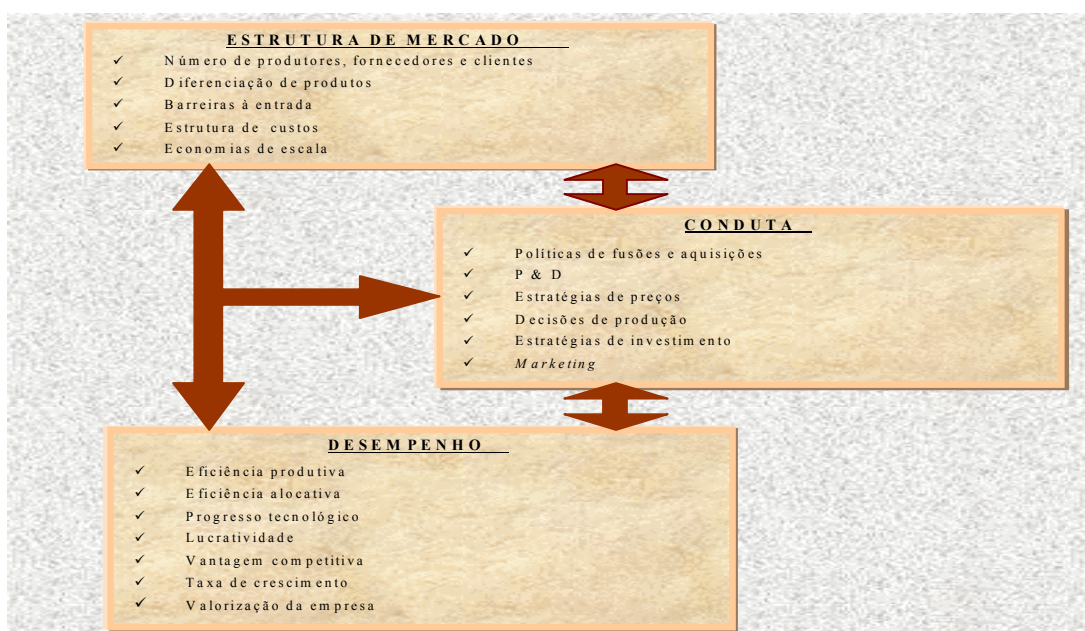 ESTRUTURA DE MERCADO
✓ Número de produtores, fornecedores e clientes
✓ Diferenciação de produtos
✓ Barreiras à entrada
✓ Estrutura de custos
✓ Economias de escala
CONDUTA
✓ Políticas de fusões e aquisições
✓ P & D
✓ Estratégias de preços
✓ Decisões de produção
✓ Estratégias de investimento
✓ Marketing
DESEMPENHO
✓ Eficiência produtiva
✓ Eficiência alocativa
✓ Progresso tecnológico
✓ Lucratividade
✓ Vantagem competitiva
✓ Taxa de crescimento
✓ Valorização da empresa